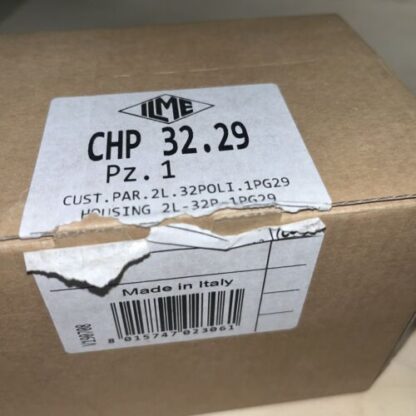 ILME
CHP 32.29
Pz.1
CUST.PAR.2L.32POLI.1PG29
HOUSING 2L-32P-1PG29
Made in Italy
8 015747 023061